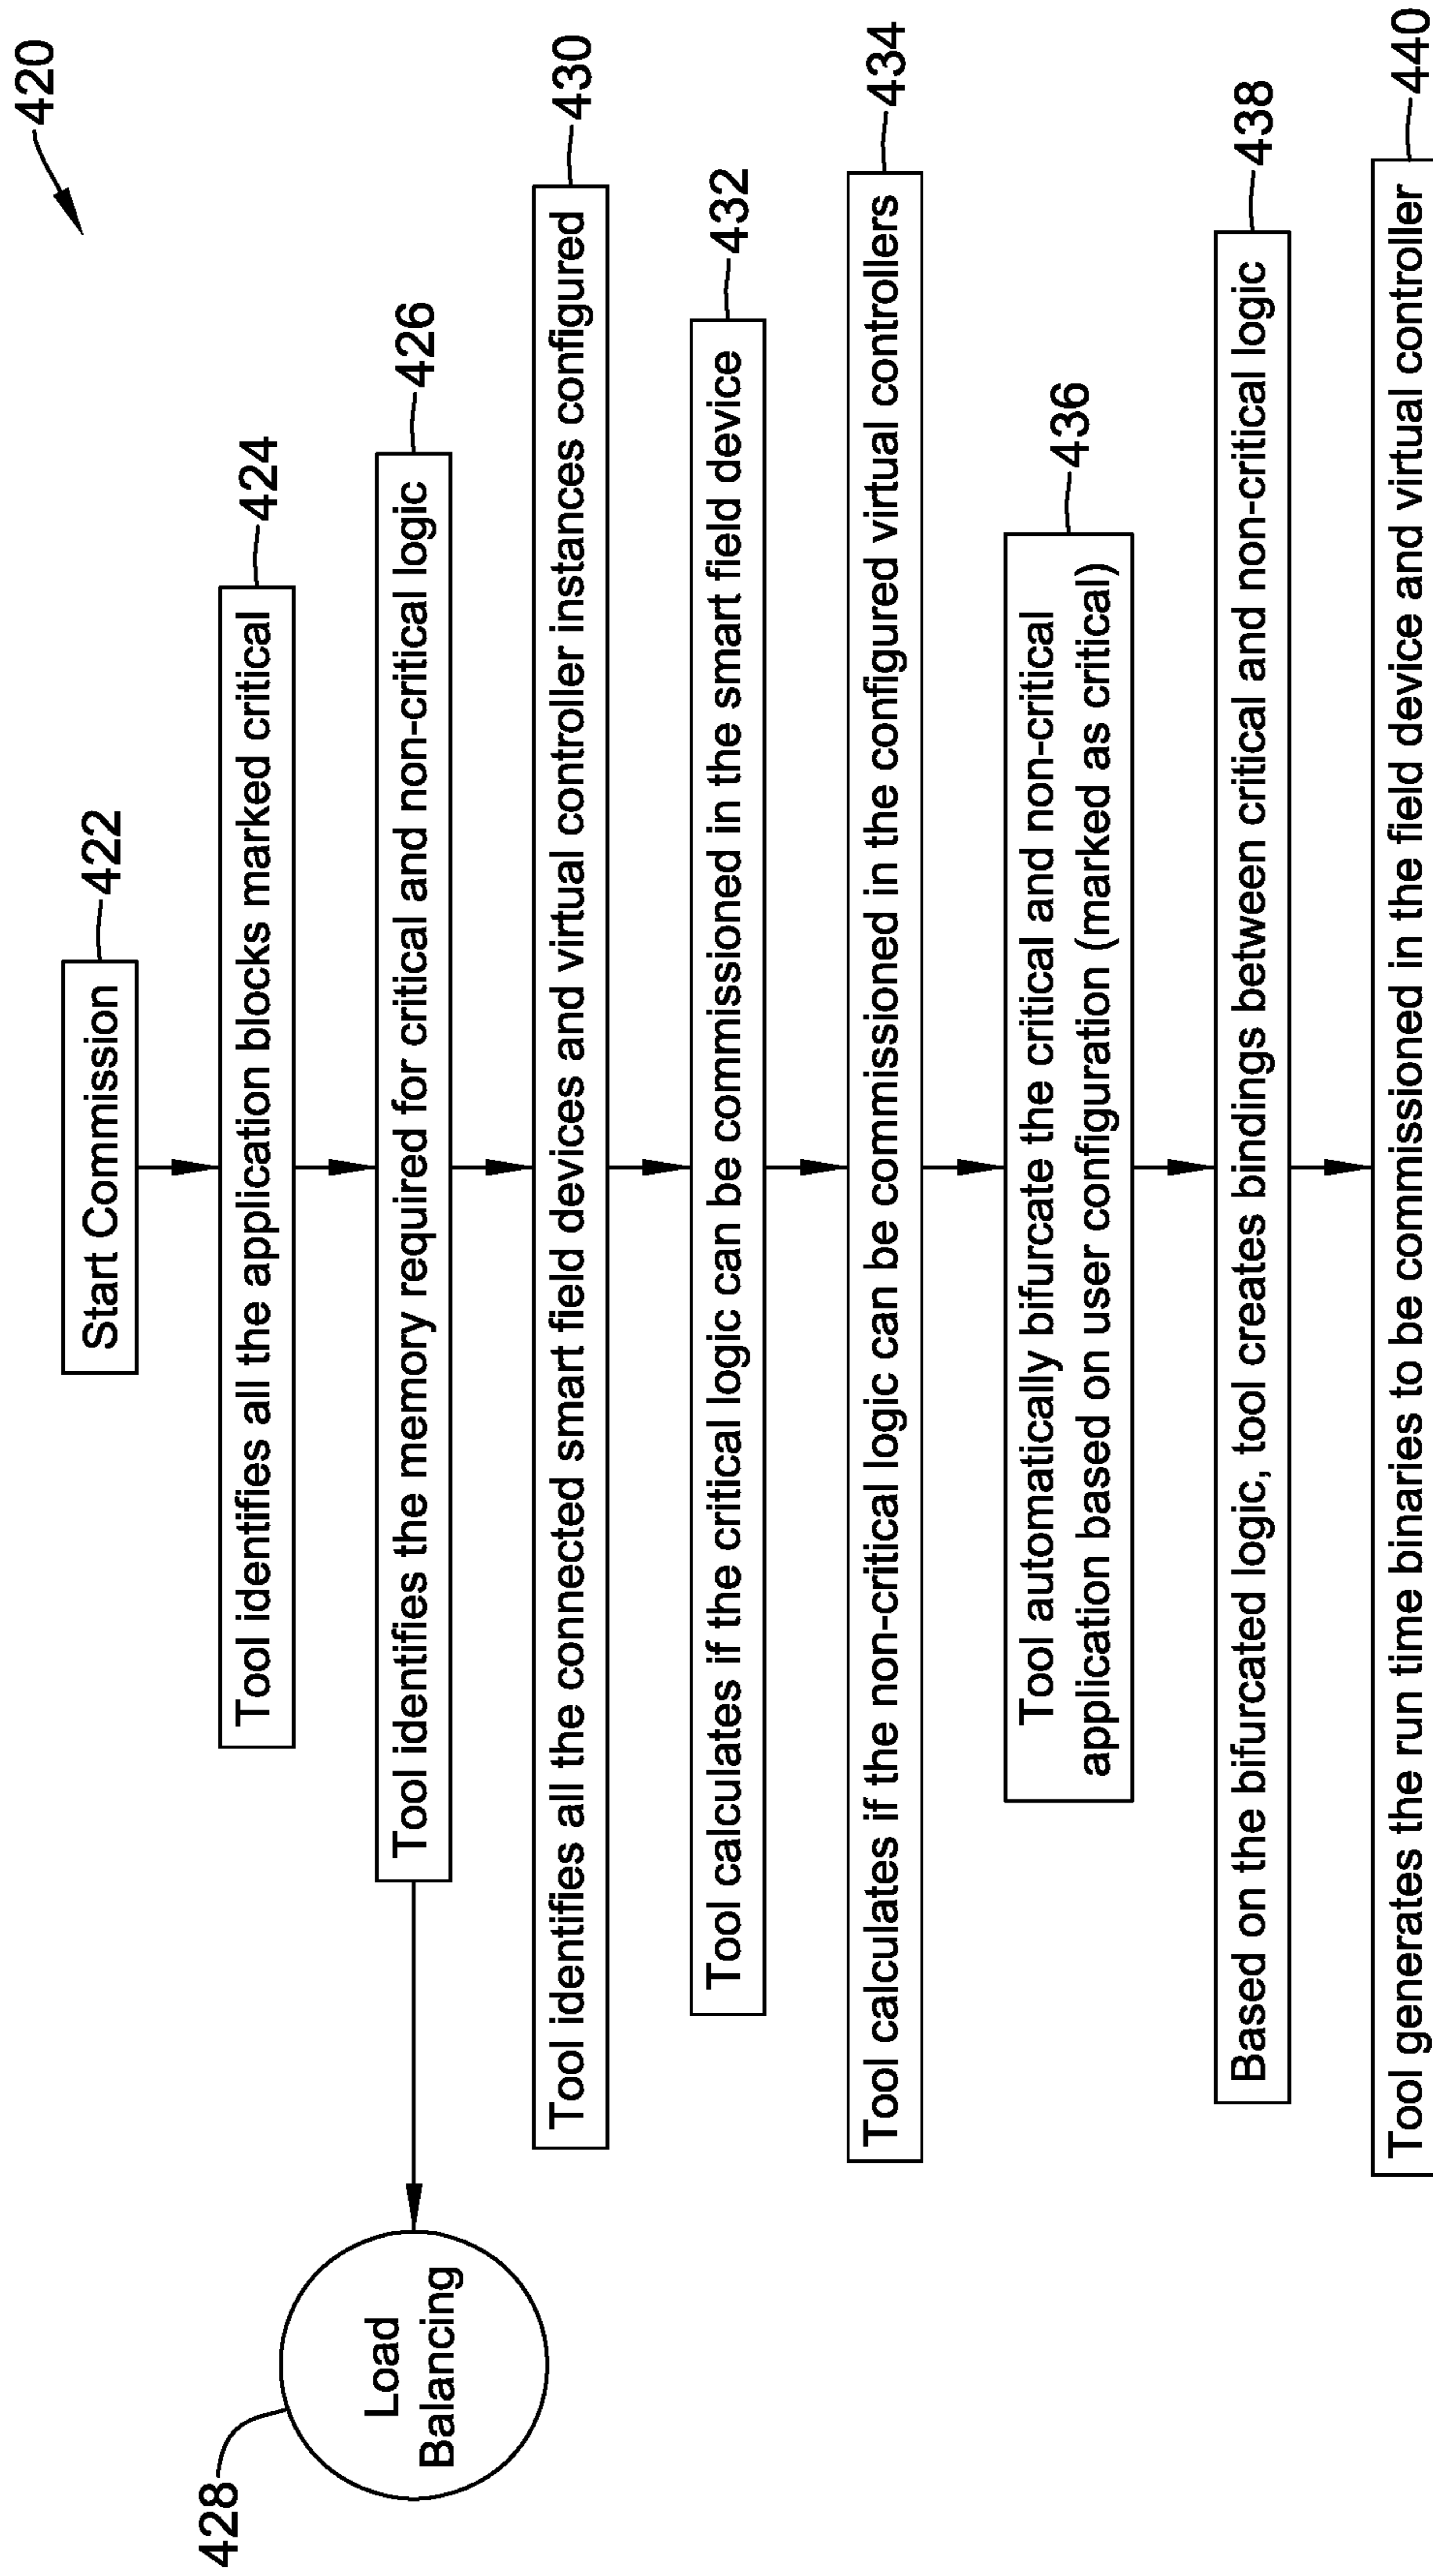 420
Start Commission
422
Tool identifies all the application blocks marked critical
424
Tool identifies the memory required for critical and non-critical logic
426
Load
Balancing
428
Tool identifies all the connected smart field devices and virtual controller instances configured
430
Tool calculates if the critical logic can be commissioned in the smart field device
432
Tool calculates if the non-critical logic can be commissioned in the configured virtual controllers
434
Tool automatically bifurcate the critical and non-critical
application based on user configuration (marked as critical)
436
Based on the bifurcated logic, tool creates bindings between critical and non-critical logic
438
Tool generates the run time binaries to be commissioned in the field device and virtual controller
440